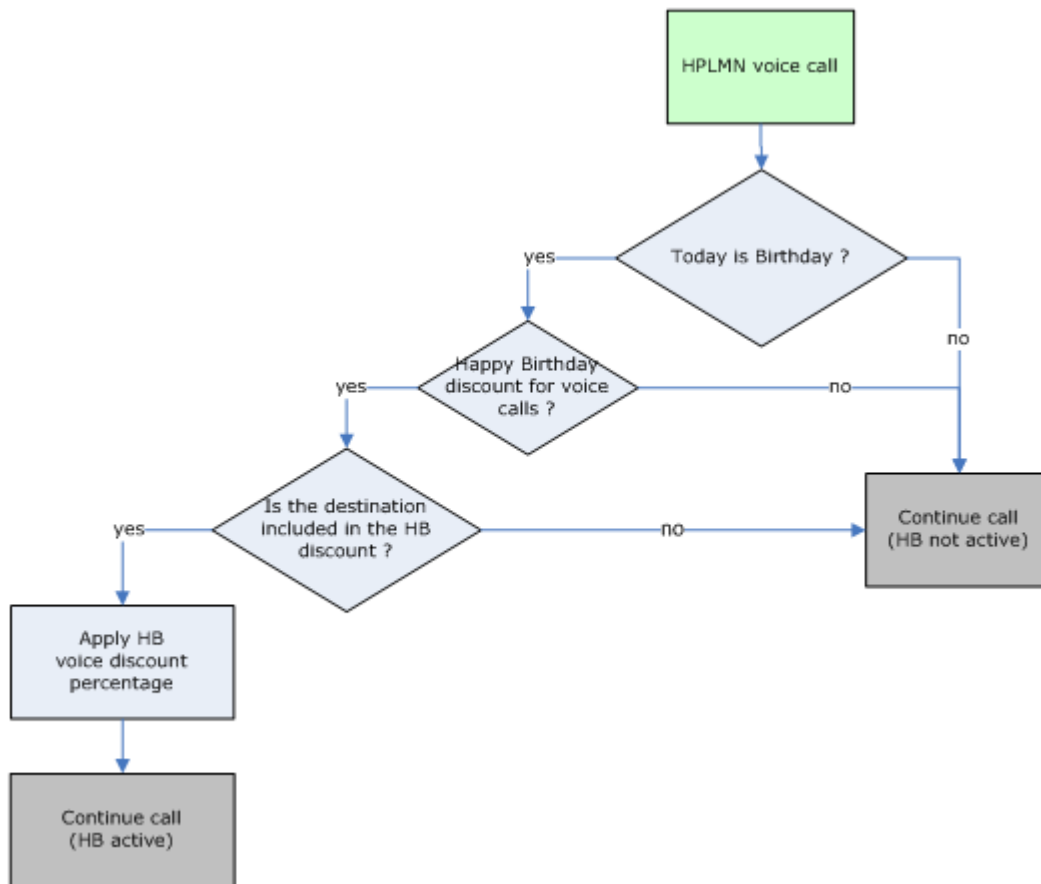 HPLMN voice call
Today is Birthday ?
yes
no
Happy Birthday
discount for voice
calls ?
yes
no
Is the destination
included in the HB
discount ?
yes
no
Continue call
(HB not active)
Apply HB
voice discount
percentage
Continue call
(HB active)